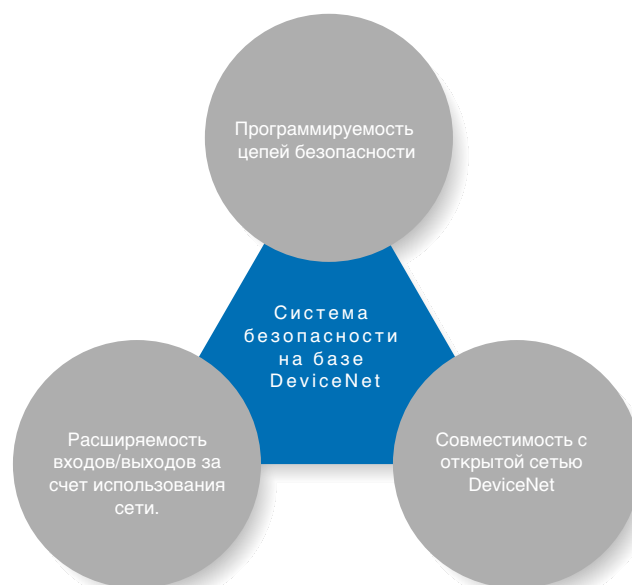 Программируемость
цепей безопасности
Система
безопасности
на базе
DeviceNet
Расширяемость
входов/выходов за
счет использования
сети.
Совместимость с
открытой сетью
DeviceNet